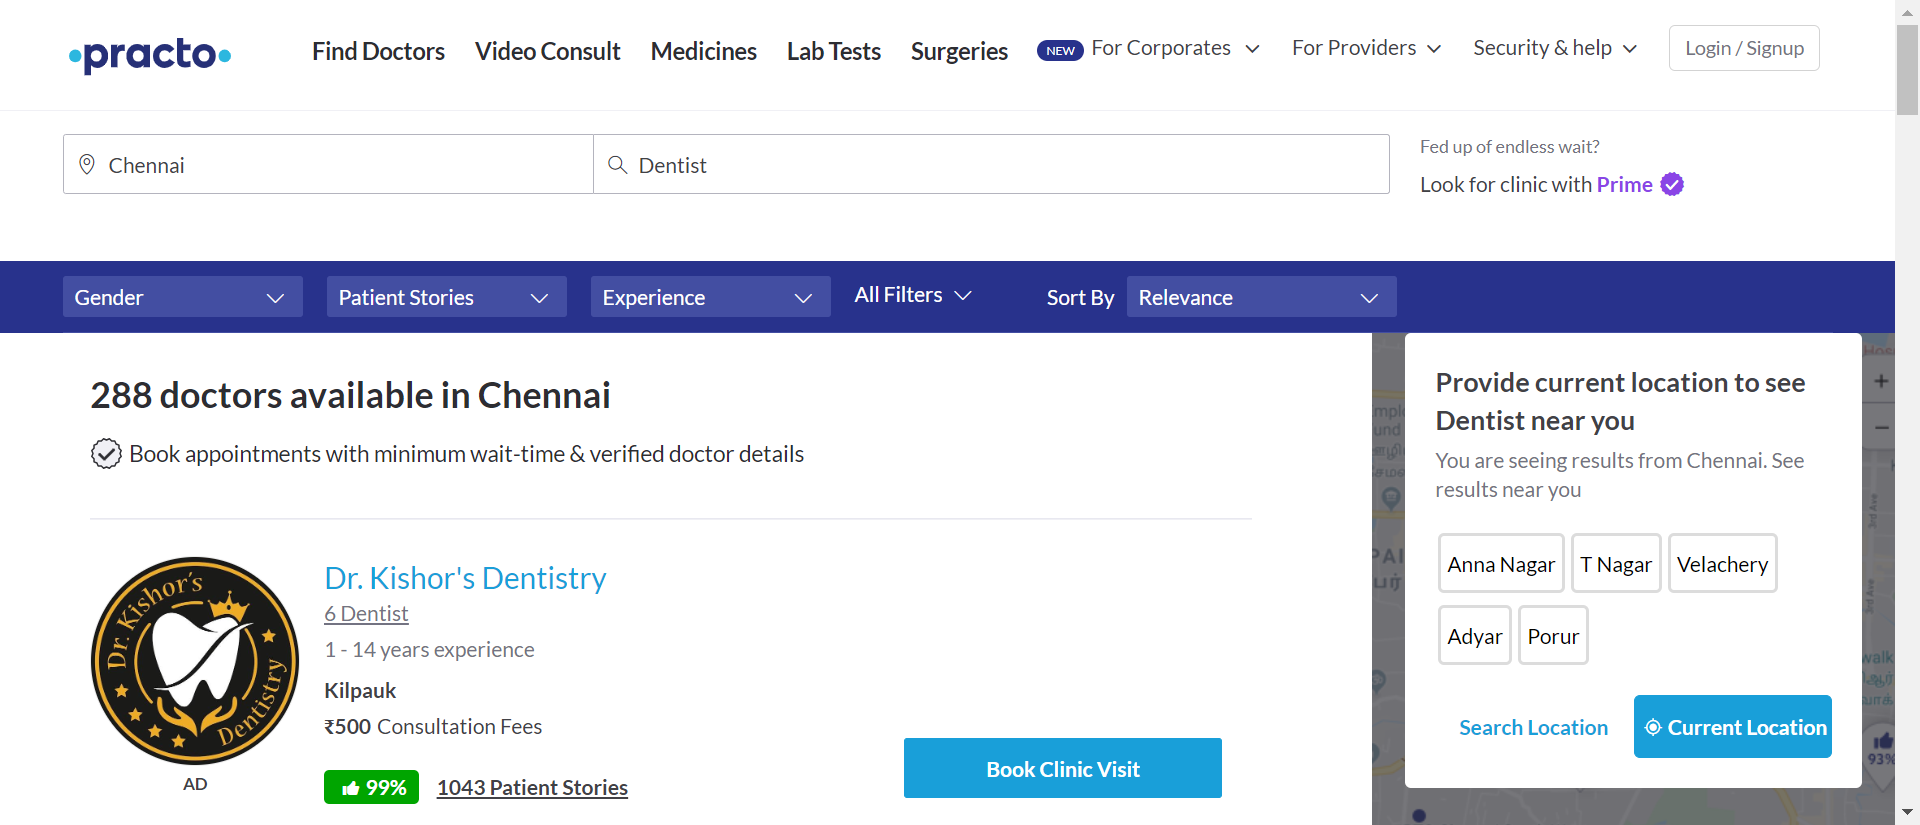 practo
Find Doctors Video Consult Medicines Lab Tests Surgeries NEW For Corporates For Providers Security & help Login / Signup
Chennai Dentist
Fed up of endless wait?
Look for clinic with Prime
Gender Patient Stories Experience All Filters Sort By Relevance
288 doctors available in Chennai
Book appointments with minimum wait-time & verified doctor details
Dr. Kishor's Dentistry
Dr. Kishor's Dentistry
6 Dentist
1 - 14 years experience
Kilpauk
₹500 Consultation Fees
AD
99% 1043 Patient Stories
Book Clinic Visit
Provide current location to see
Dentist near you
You are seeing results from Chennai. See
results near you
Anna Nagar T Nagar Velachery
Adyar Porur
Search Location Current Location
3rd Ave
3rd Ave
93%